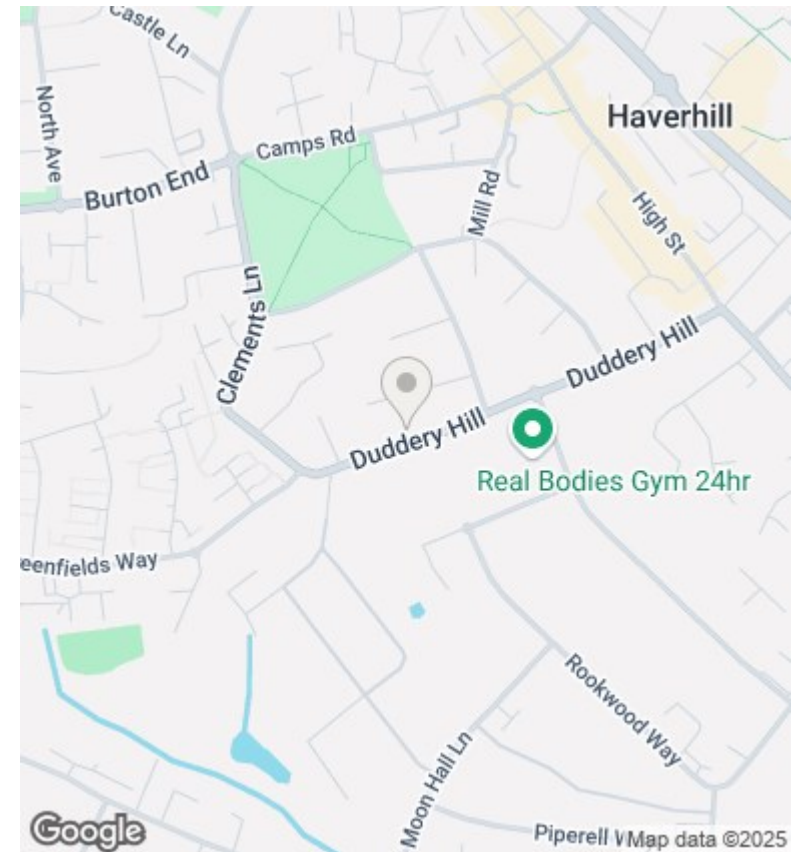 Castle Ln
North Ave
Camps Rd
Haverhill
Burton End
Mill Rd
High St
Clements Ln
Duddery Hill
Duddery Hill
Real Bodies Gym 24hr
eenfields Way
Rookwood Way
Moon Hall Ln
Piperell W
Google
Map data ©2025